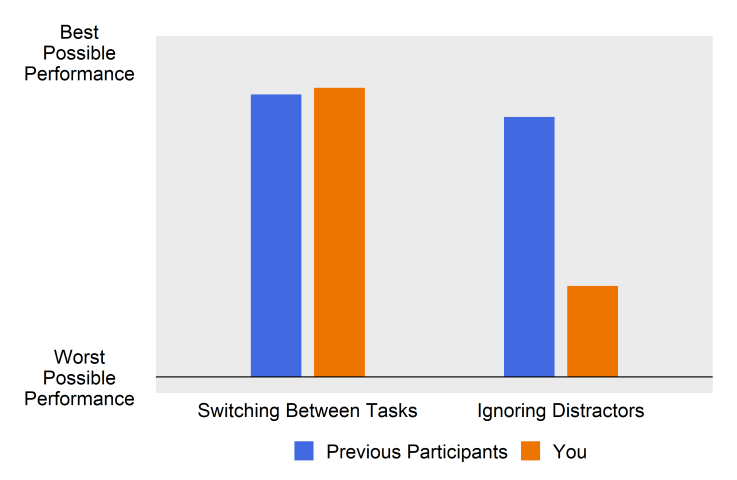 Best
Possible
Performance
Worst
Possible
Performance
Switching Between Tasks
Ignoring Distractors
Previous Participants
You